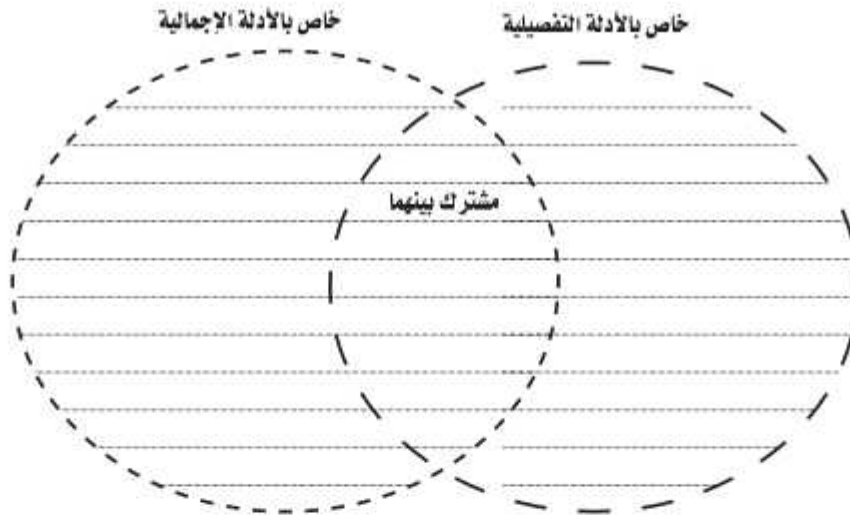 خاص بالأدلة التفصيلية
خاص بالأدلة الإجمالية
مشترك بينهما